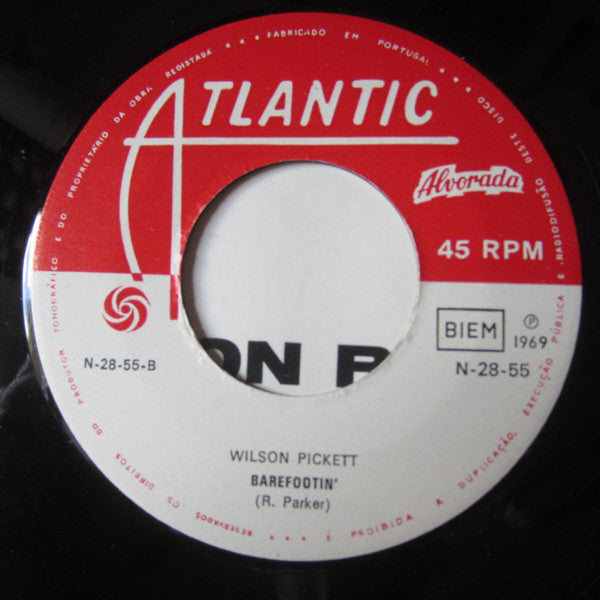 * * * FABRICADO EM PORTUGAL * * *
ATLANTIC
Alvorada
45 RPM
BIEM
℗
1969
N-28-55-B
N-28-55
ON P
WILSON PICKETT
BAREFOOTIN'
(R. Parker)
OS DIREITOS DO PRODUTOR FONOGRÁFICO E DO PROPRIETÁRIO DA OBRA REGISTADA
RESERVADOS *** É PROIBIDA A DUPLICAÇÃO, EXECUÇÃO PÚBLICA E RADIODIFUSÃO DESTE DISCO